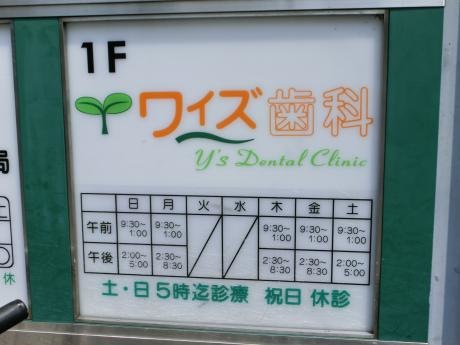 1F
ワイズ歯科
Y's Dental Clinic
日 月 火 水 木 金 土
午前 9:30~1:00 9:30~1:00 9:30~1:00 9:30~1:00 9:30~1:00
午後 2:00~5:00 2:30~8:30 2:30~8:30 2:30~8:30 2:00~5:00
土・日 5時迄診療 祝日 休診
局
土
休